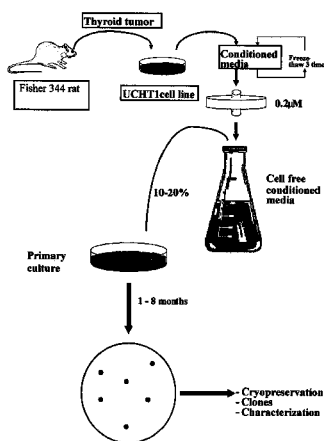 Thyroid tumor
Conditioned
media
Freeze-
thaw 3 time
Fisher 344 rat
UCHT1cell line
0.2μM
10-20%
Cell free
conditioned
media
Primary
culture
1 - 8 months
- Cryopreservation
- Clones
- Characterization